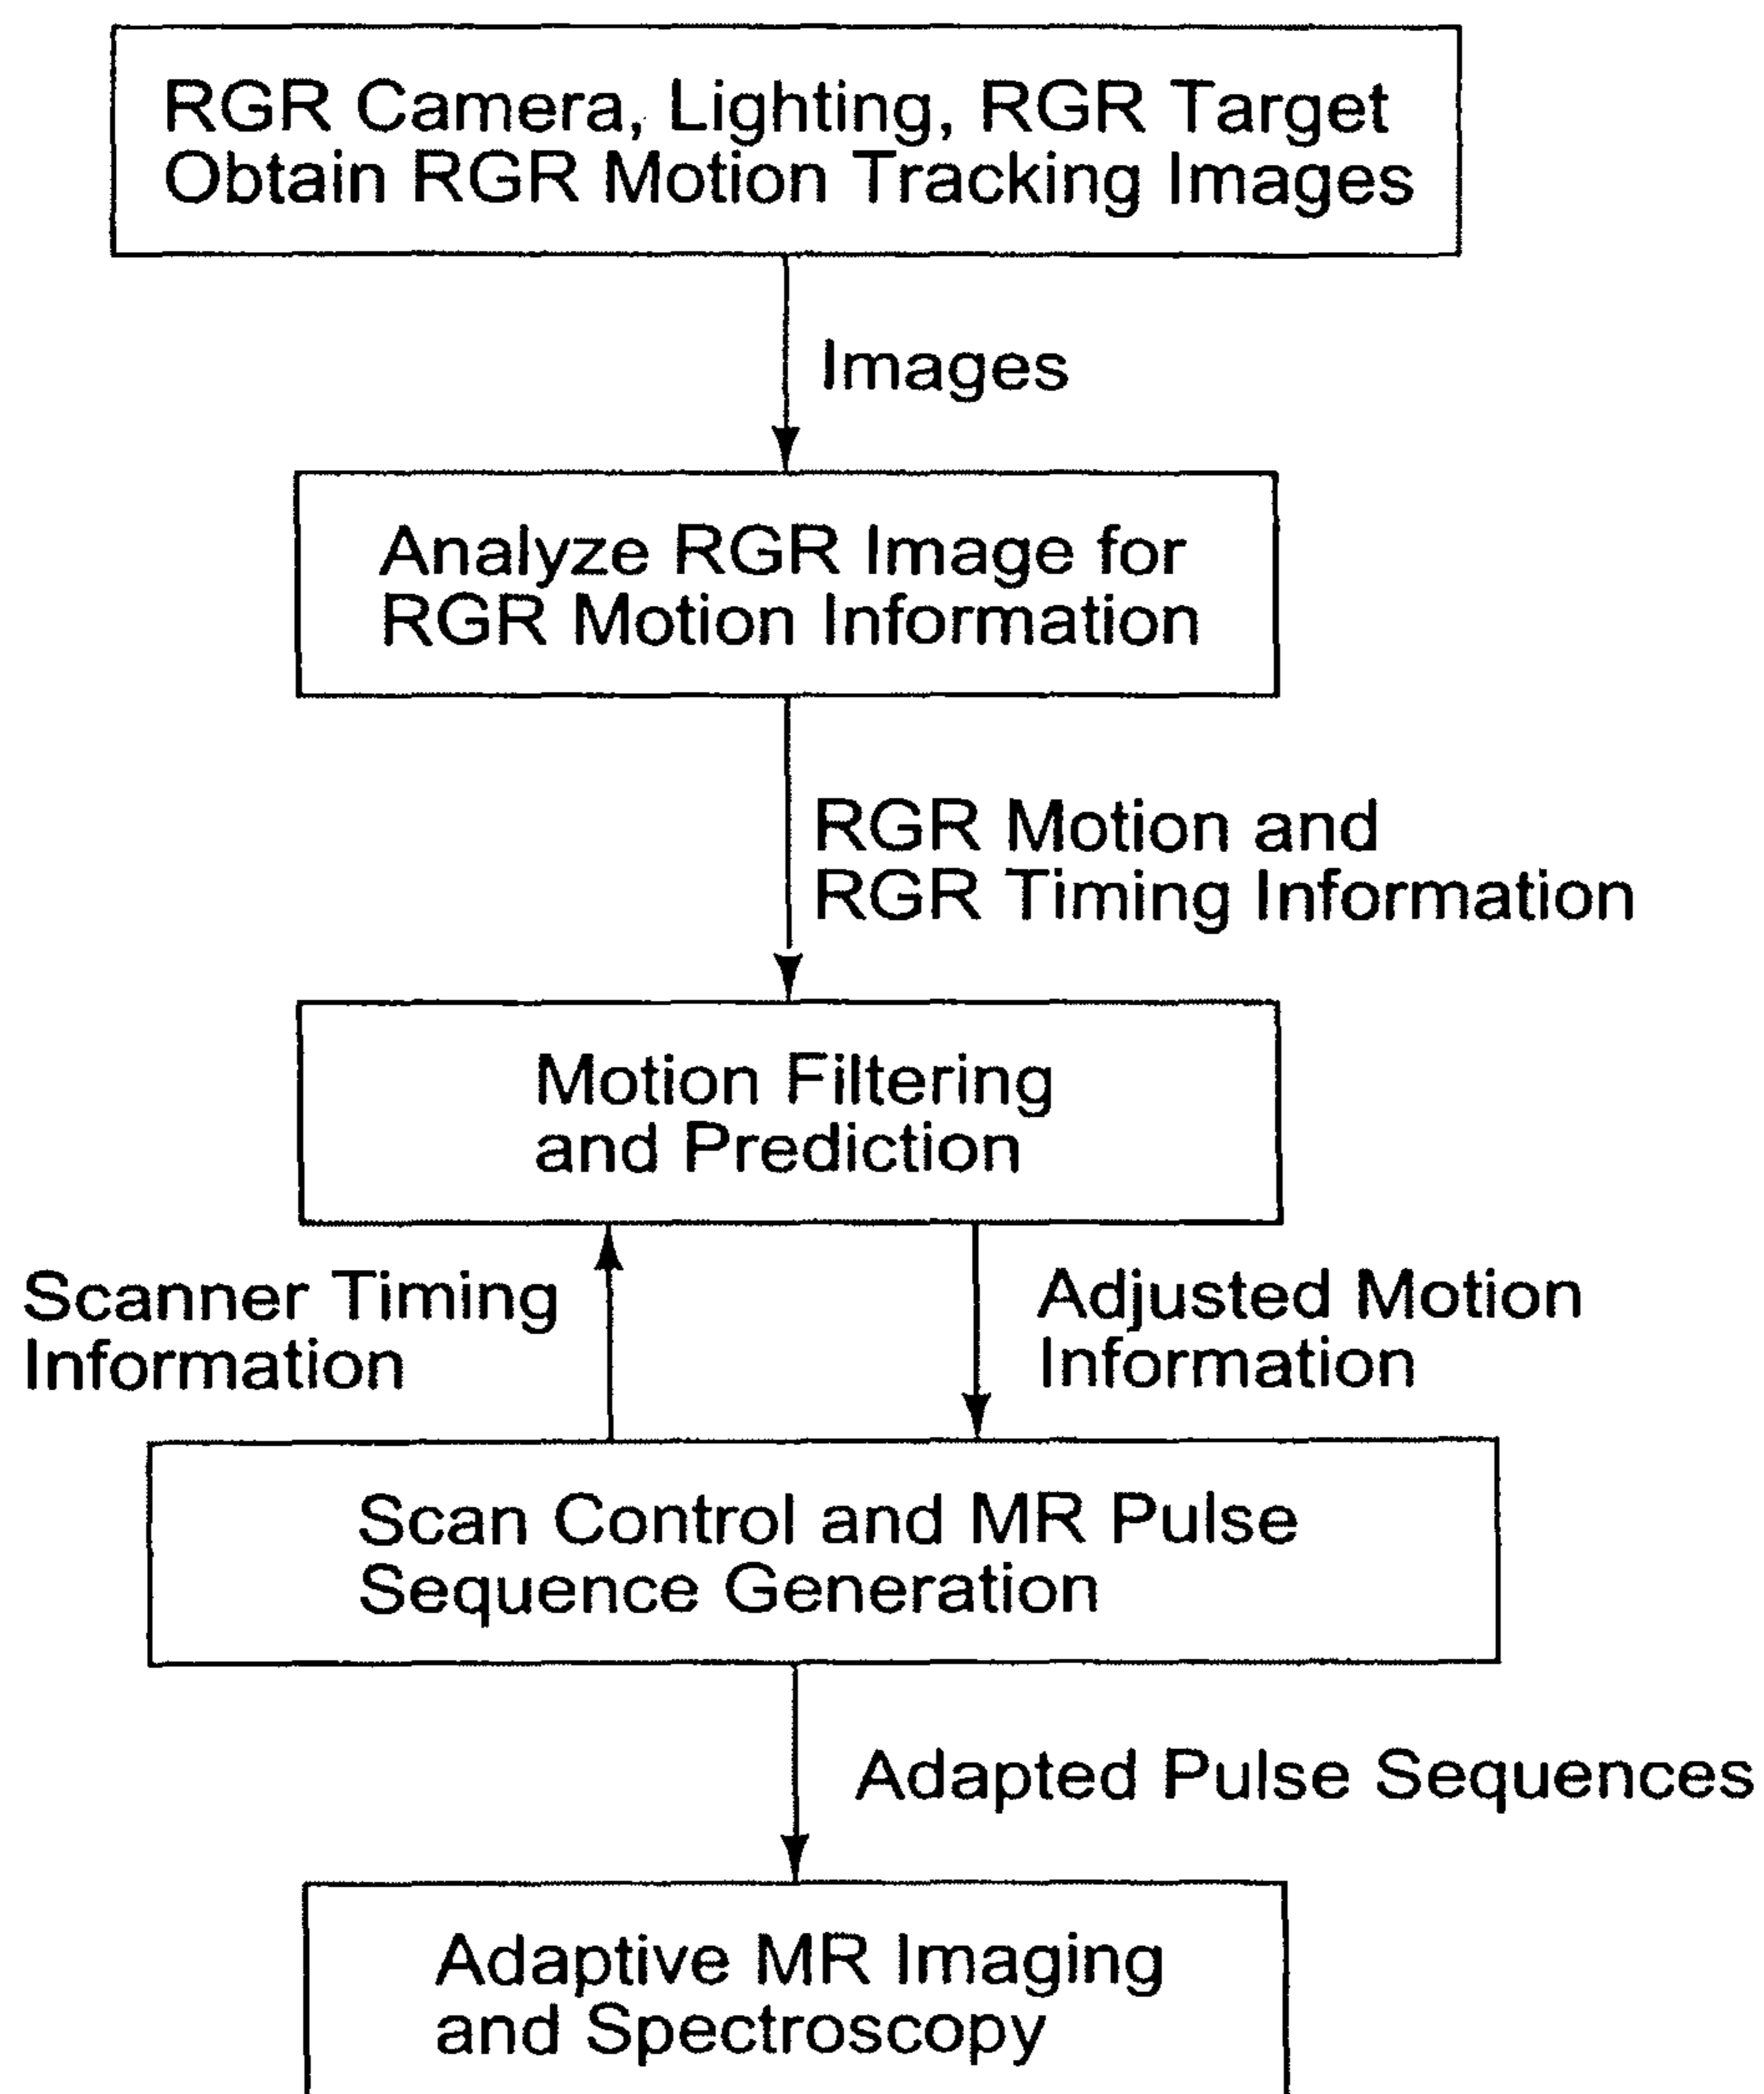 RGR Camera, Lighting, RGR Target
Obtain RGR Motion Tracking Images
Images
Analyze RGR Image for
RGR Motion Information
RGR Motion and
RGR Timing Information
Motion Filtering
and Prediction
Scanner Timing
Information
Adjusted Motion
Information
Scan Control and MR Pulse
Sequence Generation
Adapted Pulse Sequences
Adaptive MR Imaging
and Spectroscopy